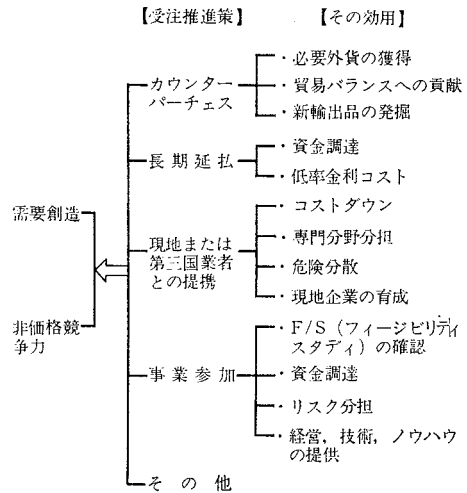 【受注推進策】 【その効用】
カウンター
パーチェス
・必要外貨の獲得
・貿易バランスへの貢献
・新輸出品の発掘
長期延払
・資金調達
・低率金利コスト
需要創造
非価格競
争力
現地または
第三国業者
との提携
・コストダウン
・専門分野分担
・危険分散
・現地企業の育成
事業参加
・F/S(フィージビリティ
スタディ)の確認
・資金調達
・リスク分担
・経営,技術,ノウハウ
の提供
その他